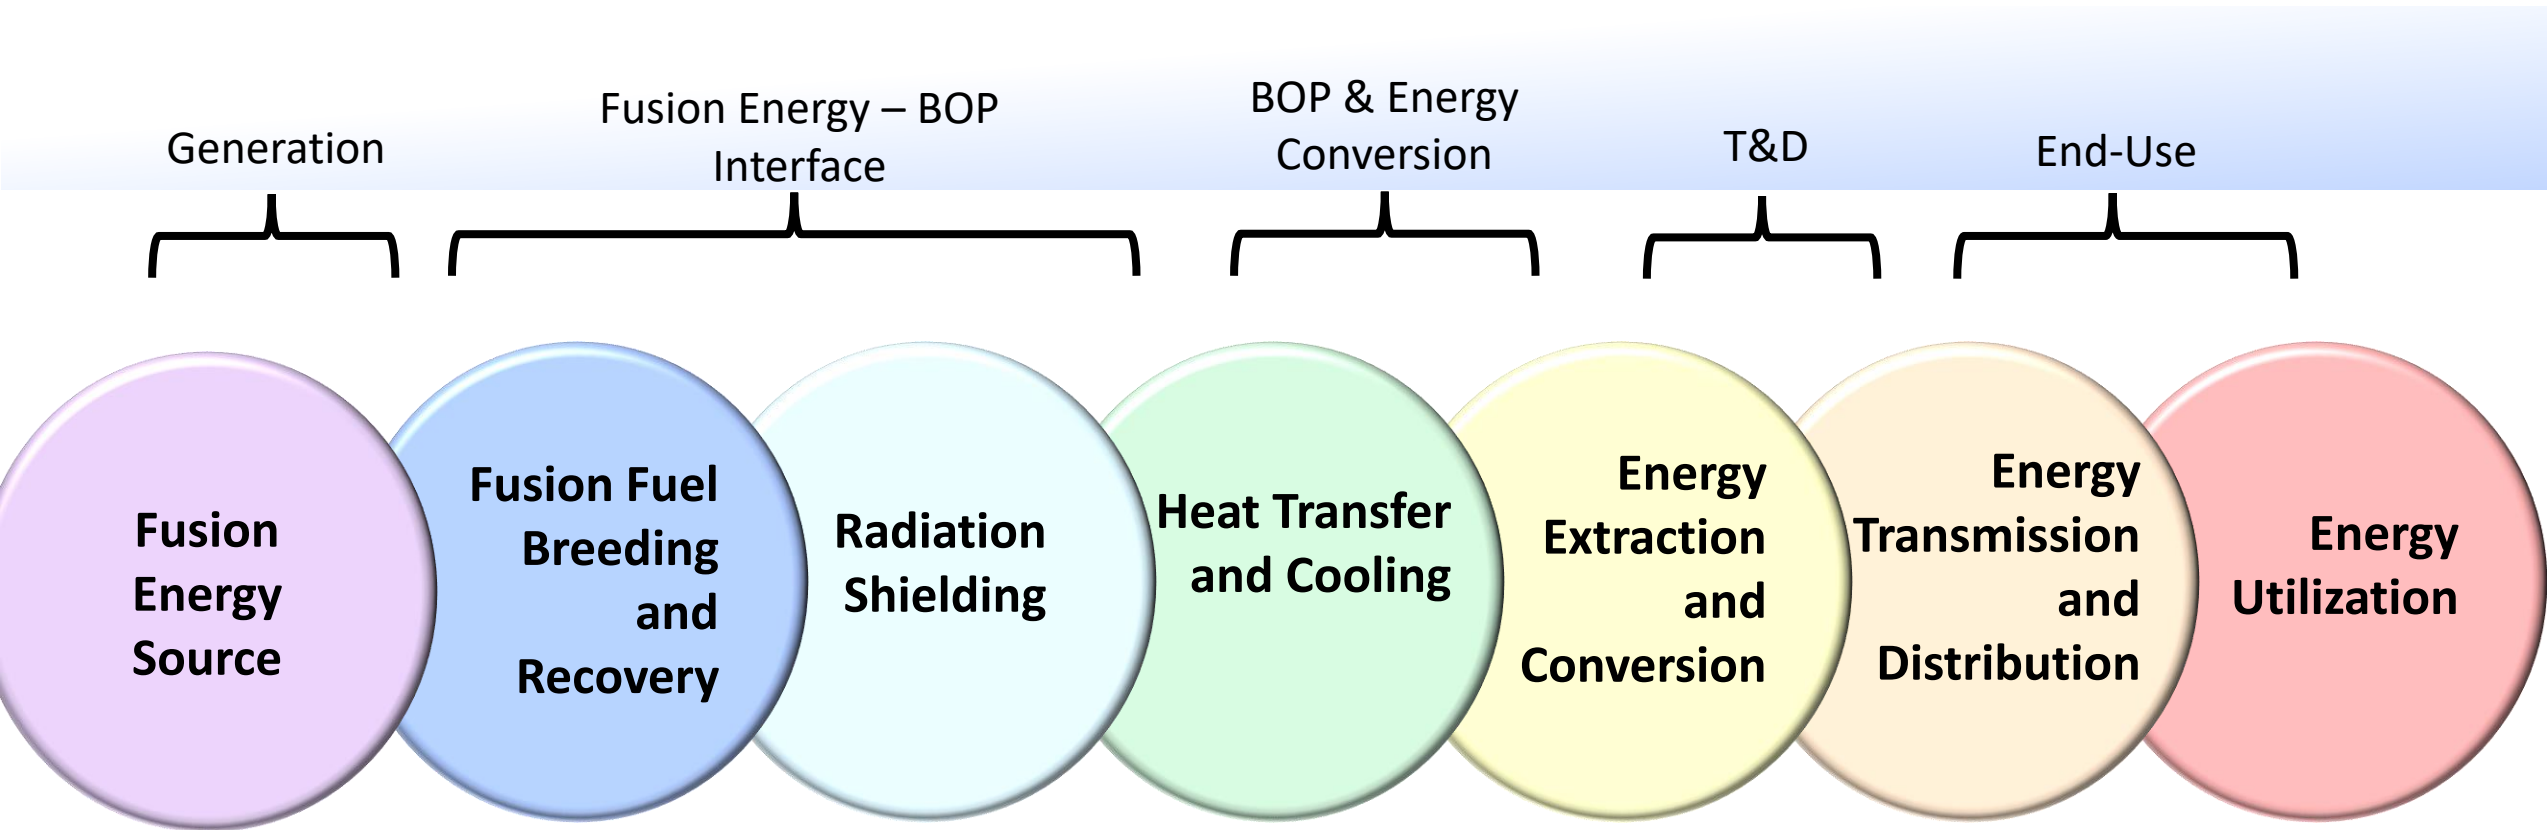 Generation
Fusion Energy – BOP
Interface
BOP & Energy
Conversion
T&D
End-Use
Fusion
Energy
Source
Fusion Fuel
Breeding
and
Recovery
Radiation
Shielding
Heat Transfer
and Cooling
Energy
Extraction
and
Conversion
Energy
Transmission
and
Distribution
Energy
Utilization